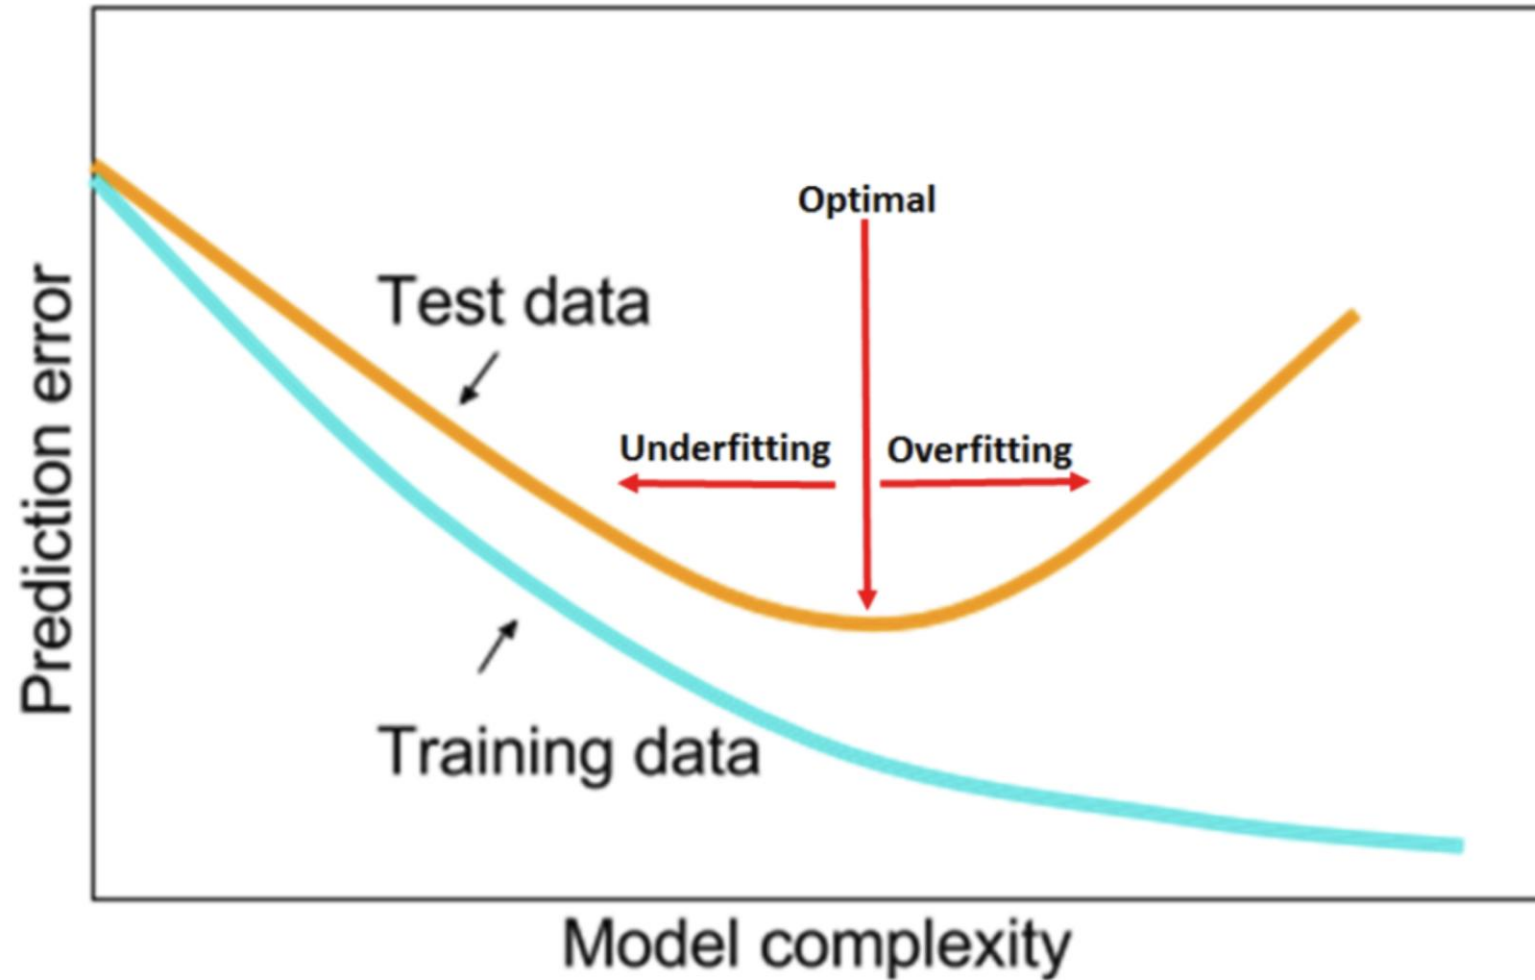 Optimal
Test data
Underfitting
Overfitting
Prediction error
Training data
Model complexity